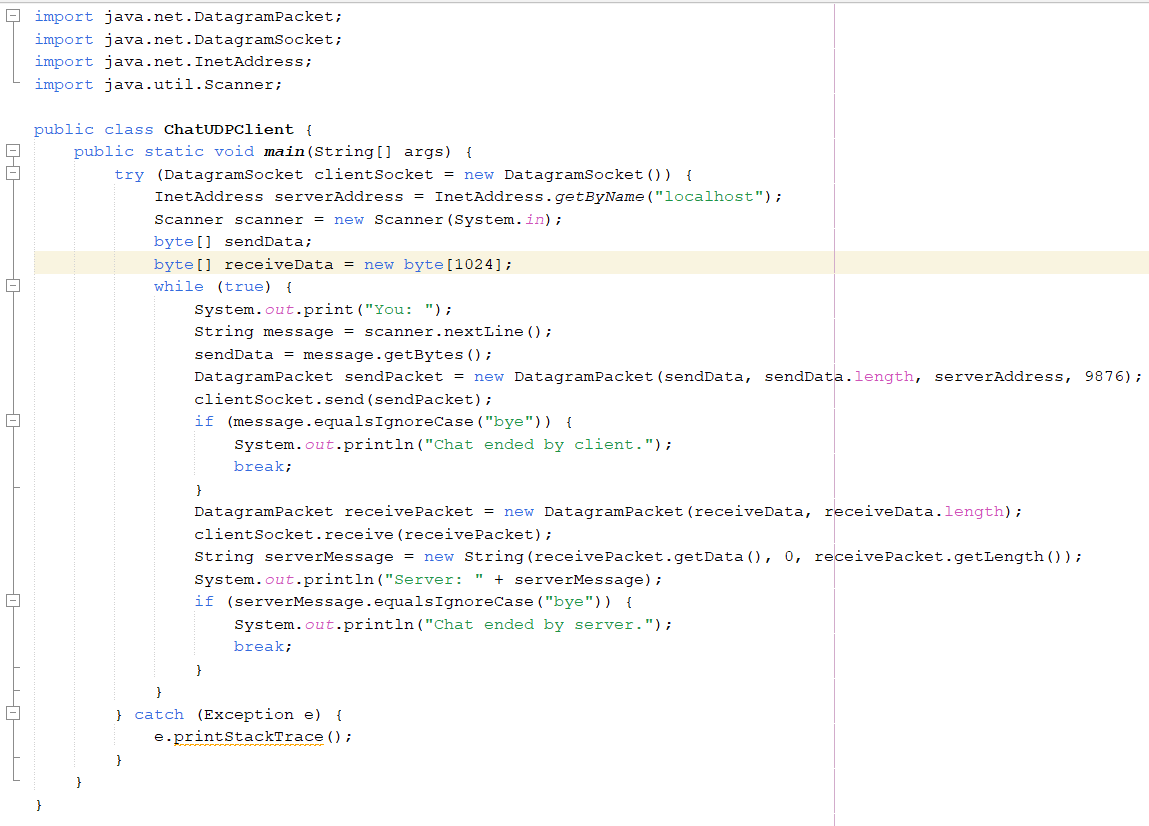 import java.net.DatagramPacket;
import java.net.DatagramSocket;
import java.net.InetAddress;
import java.util.Scanner;

public class ChatUDPClient {
    public static void main(String[] args) {
        try (DatagramSocket clientSocket = new DatagramSocket()) {
            InetAddress serverAddress = InetAddress.getByName("localhost");
            Scanner scanner = new Scanner(System.in);
            byte[] sendData;
            byte[] receiveData = new byte[1024];
            while (true) {
                System.out.print("You: ");
                String message = scanner.nextLine();
                sendData = message.getBytes();
                DatagramPacket sendPacket = new DatagramPacket(sendData, sendData.length, serverAddress, 9876);
                clientSocket.send(sendPacket);
                if (message.equalsIgnoreCase("bye")) {
                    System.out.println("Chat ended by client.");
                    break;
                }
                DatagramPacket receivePacket = new DatagramPacket(receiveData, receiveData.length);
                clientSocket.receive(receivePacket);
                String serverMessage = new String(receivePacket.getData(), 0, receivePacket.getLength());
                System.out.println("Server: " + serverMessage);
                if (serverMessage.equalsIgnoreCase("bye")) {
                    System.out.println("Chat ended by server.");
                    break;
                }
            }
        } catch (Exception e) {
            e.printStackTrace();
        }
    }
}